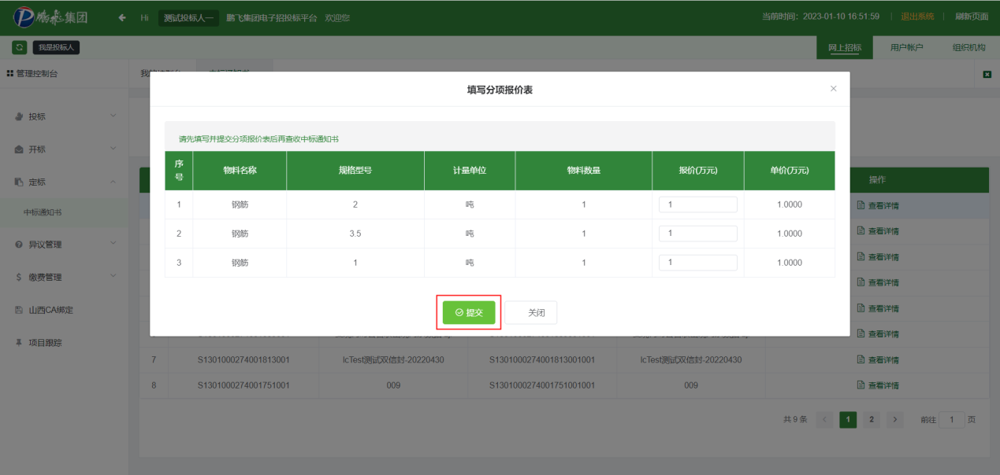 鹏飞集团
Hi 测试投标人一 鹏飞集团电子招投标平台 欢迎您
当前时间：2023-01-10 16:51:59 | 退出系统 | 刷新页面
我是投标人
网上招标 用户帐户 组织机构
管理控制台
填写分项报价表
投标
开标
定标
中标通知书
异议管理
缴费管理
山西CA绑定
项目跟踪
请先填写并提交分项报价表后再查收中标通知书
序号 物料名称 规格型号 计量单位 物料数量 报价(万元) 单价(万元)
1 钢筋 2 吨 1 1 1.0000
2 钢筋 3.5 吨 1 1 1.0000
3 钢筋 1 吨 1 1 1.0000
提交 关闭
操作
查看详情
查看详情
查看详情
查看详情
查看详情
查看详情
7 S1301000274001813001 lcTest测试双信封-20220430 S1301000274001813001001 lcTest测试双信封-20220430 查看详情
8 S1301000274001751001 009 S1301000274001751001001 009 查看详情
共 9 条 1 2 前往 1 页